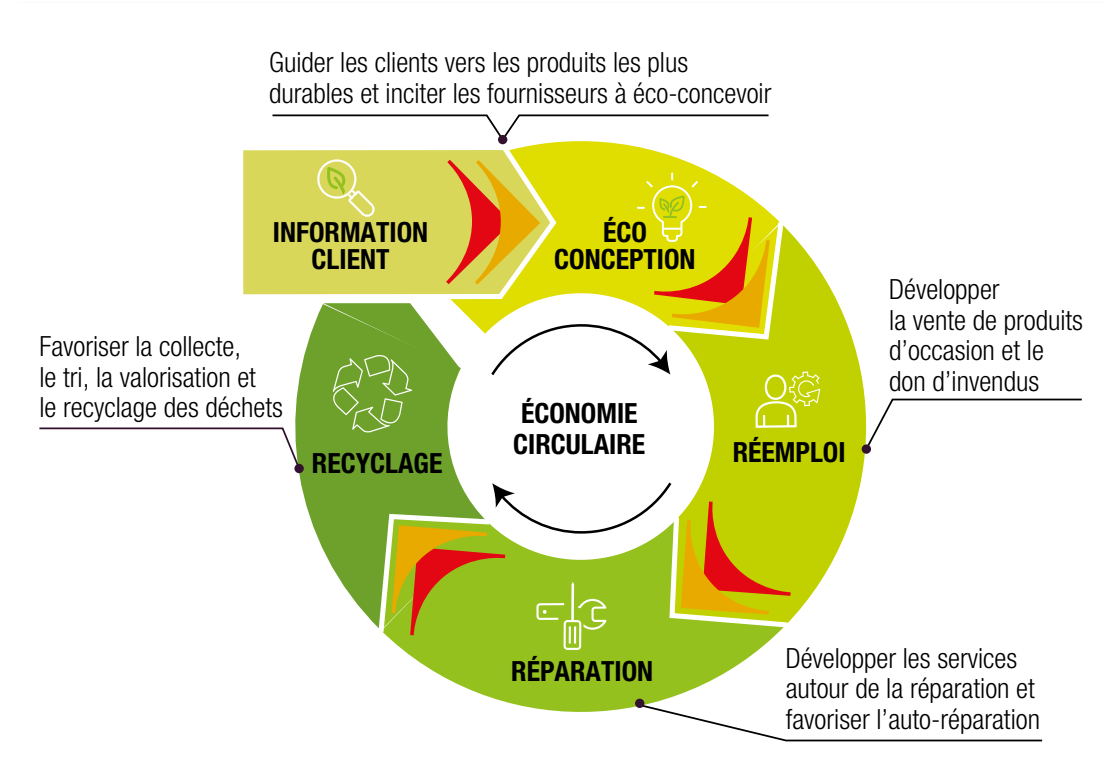 Guider les clients vers les produits les plus
durables et inciter les fournisseurs à éco-concevoir
INFORMATION
CLIENT
ÉCO
CONCEPTION
Développer
la vente de produits
d’occasion et le
don d’invendus
Favoriser la collecte,
le tri, la valorisation et
le recyclage des déchets
ÉCONOMIE
CIRCULAIRE
RÉEMPLOI
RECYCLAGE
RÉPARATION
Développer les services
autour de la réparation et
favoriser l’auto-réparation